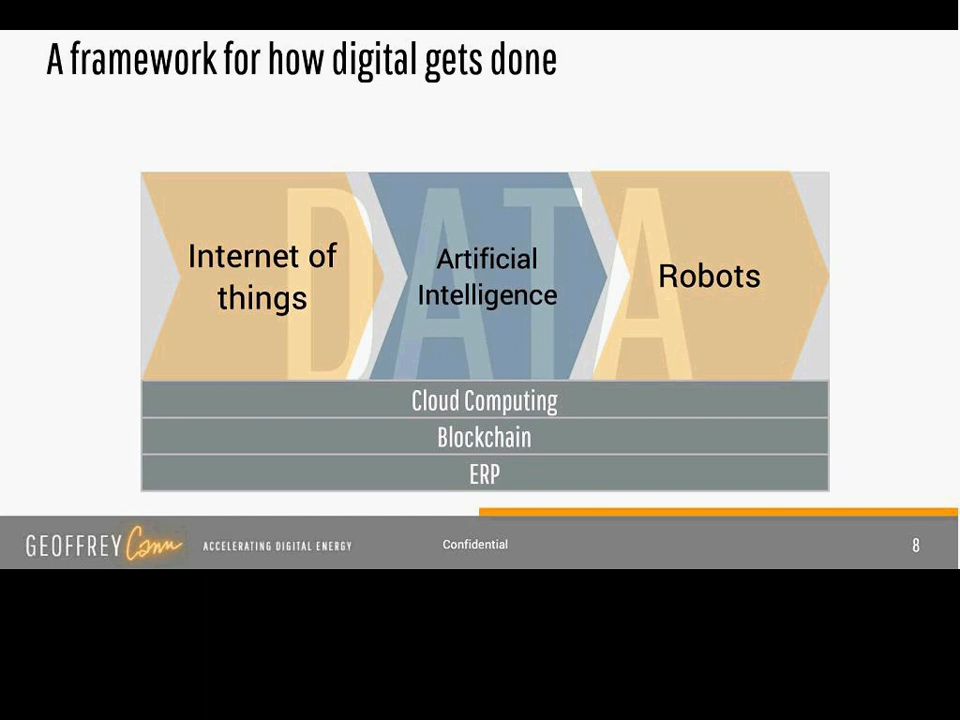 A framework for how digital gets done
DATA
Internet of
things
Artificial
Intelligence
Robots
Cloud Computing
Blockchain
ERP
GEOFFREY Cann
ACCELERATING DIGITAL ENERGY
Confidential
8